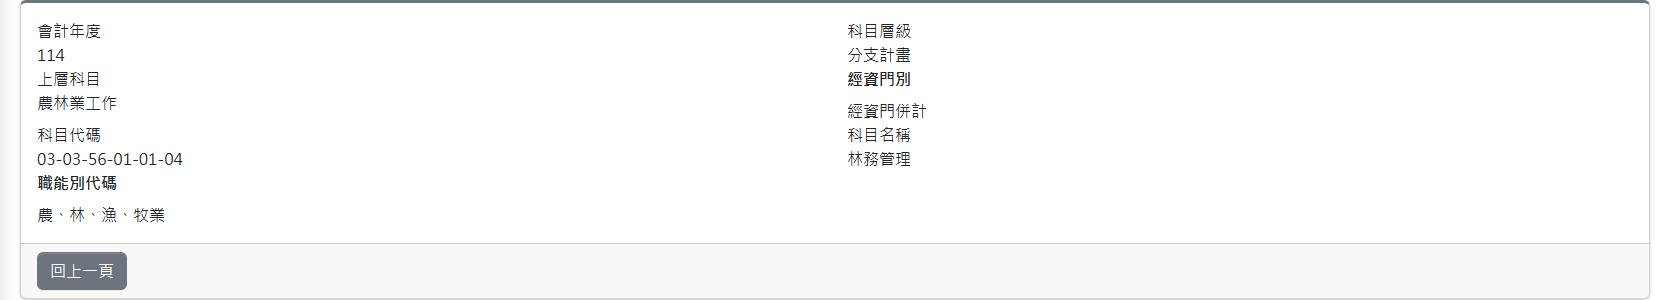 會計年度
114
上層科目
農林業工作
科目代碼
03-03-56-01-01-04
職能別代碼
農、林、漁、牧業
科目層級
分支計畫
經資門別
經資門併計
科目名稱
林務管理
回上一頁